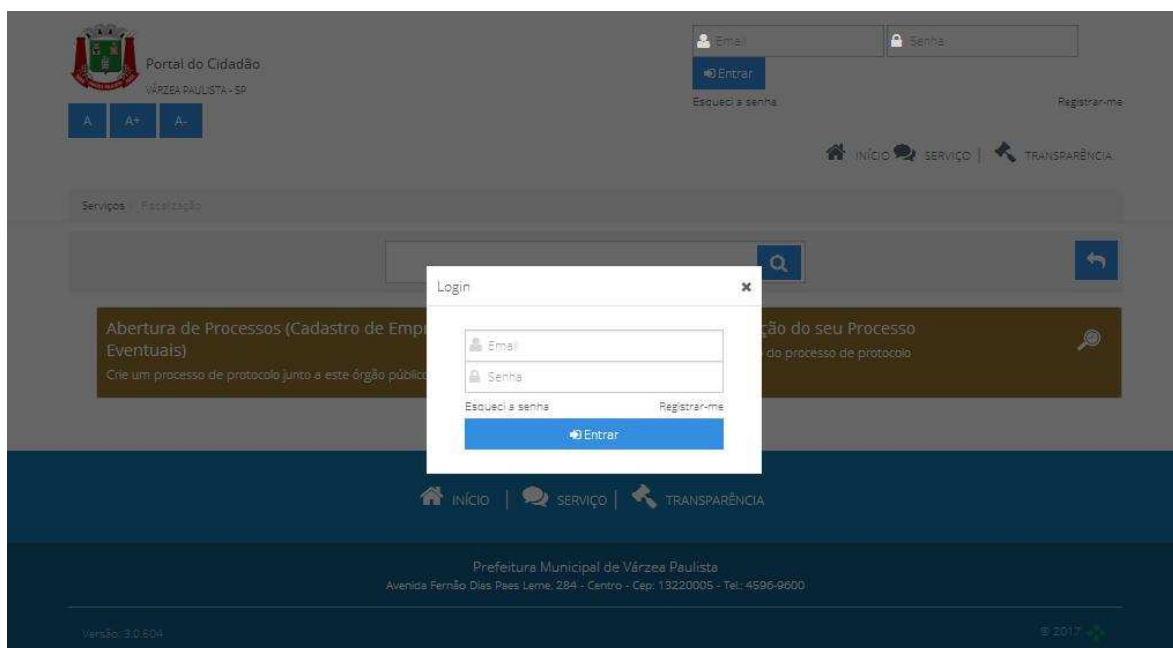 Portal do Cidadão
VÁRZEA PAULISTA - SP
A A+ A-
Email
Senha
Entrar
Esqueci a senha
Registrar-me
INÍCIO SERVIÇO | TRANSPARÊNCIA
Serviços / Fiscalização
Login
Email
Senha
Esqueci a senha Registrar-me
Entrar
Abertura de Processos (Cadastro de
Eventuais)
Crie um processo de protocolo junto a este órgão público
do seu Processo
do processo de protocolo
INÍCIO | SERVIÇO | TRANSPARÊNCIA
Prefeitura Municipal de Várzea Paulista
Avenida Fernão Dias Paes Leme, 284 - Centro - Cep: 13220005 - Tel.: 4596-9600
Versão: 3.0.604
© 2017